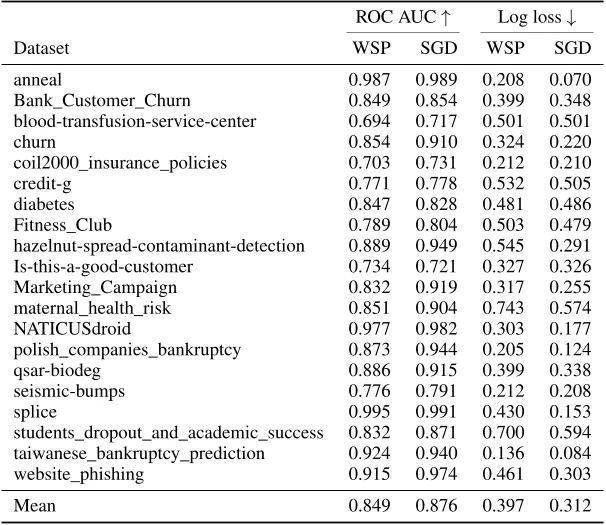 ROC AUC ↑ Log loss ↓
Dataset WSP SGD WSP SGD
anneal 0.987 0.989 0.208 0.070
Bank_Customer_Churn 0.849 0.854 0.399 0.348
blood-transfusion-service-center 0.694 0.717 0.501 0.501
churn 0.854 0.910 0.324 0.220
coil2000_insurance_policies 0.703 0.731 0.212 0.210
credit-g 0.771 0.778 0.532 0.505
diabetes 0.847 0.828 0.481 0.486
Fitness_Club 0.789 0.804 0.503 0.479
hazelnut-spread-contaminant-detection 0.889 0.949 0.545 0.291
Is-this-a-good-customer 0.734 0.721 0.327 0.326
Marketing_Campaign 0.832 0.919 0.317 0.255
maternal_health_risk 0.851 0.904 0.743 0.574
NATICUSdroid 0.977 0.982 0.303 0.177
polish_companies_bankruptcy 0.873 0.944 0.205 0.124
qsar-biodeg 0.886 0.915 0.399 0.338
seismic-bumps 0.776 0.791 0.212 0.208
splice 0.995 0.991 0.430 0.153
students_dropout_and_academic_success 0.832 0.871 0.700 0.594
taiwanese_bankruptcy_prediction 0.924 0.940 0.136 0.084
website_phishing 0.915 0.974 0.461 0.303
Mean 0.849 0.876 0.397 0.312